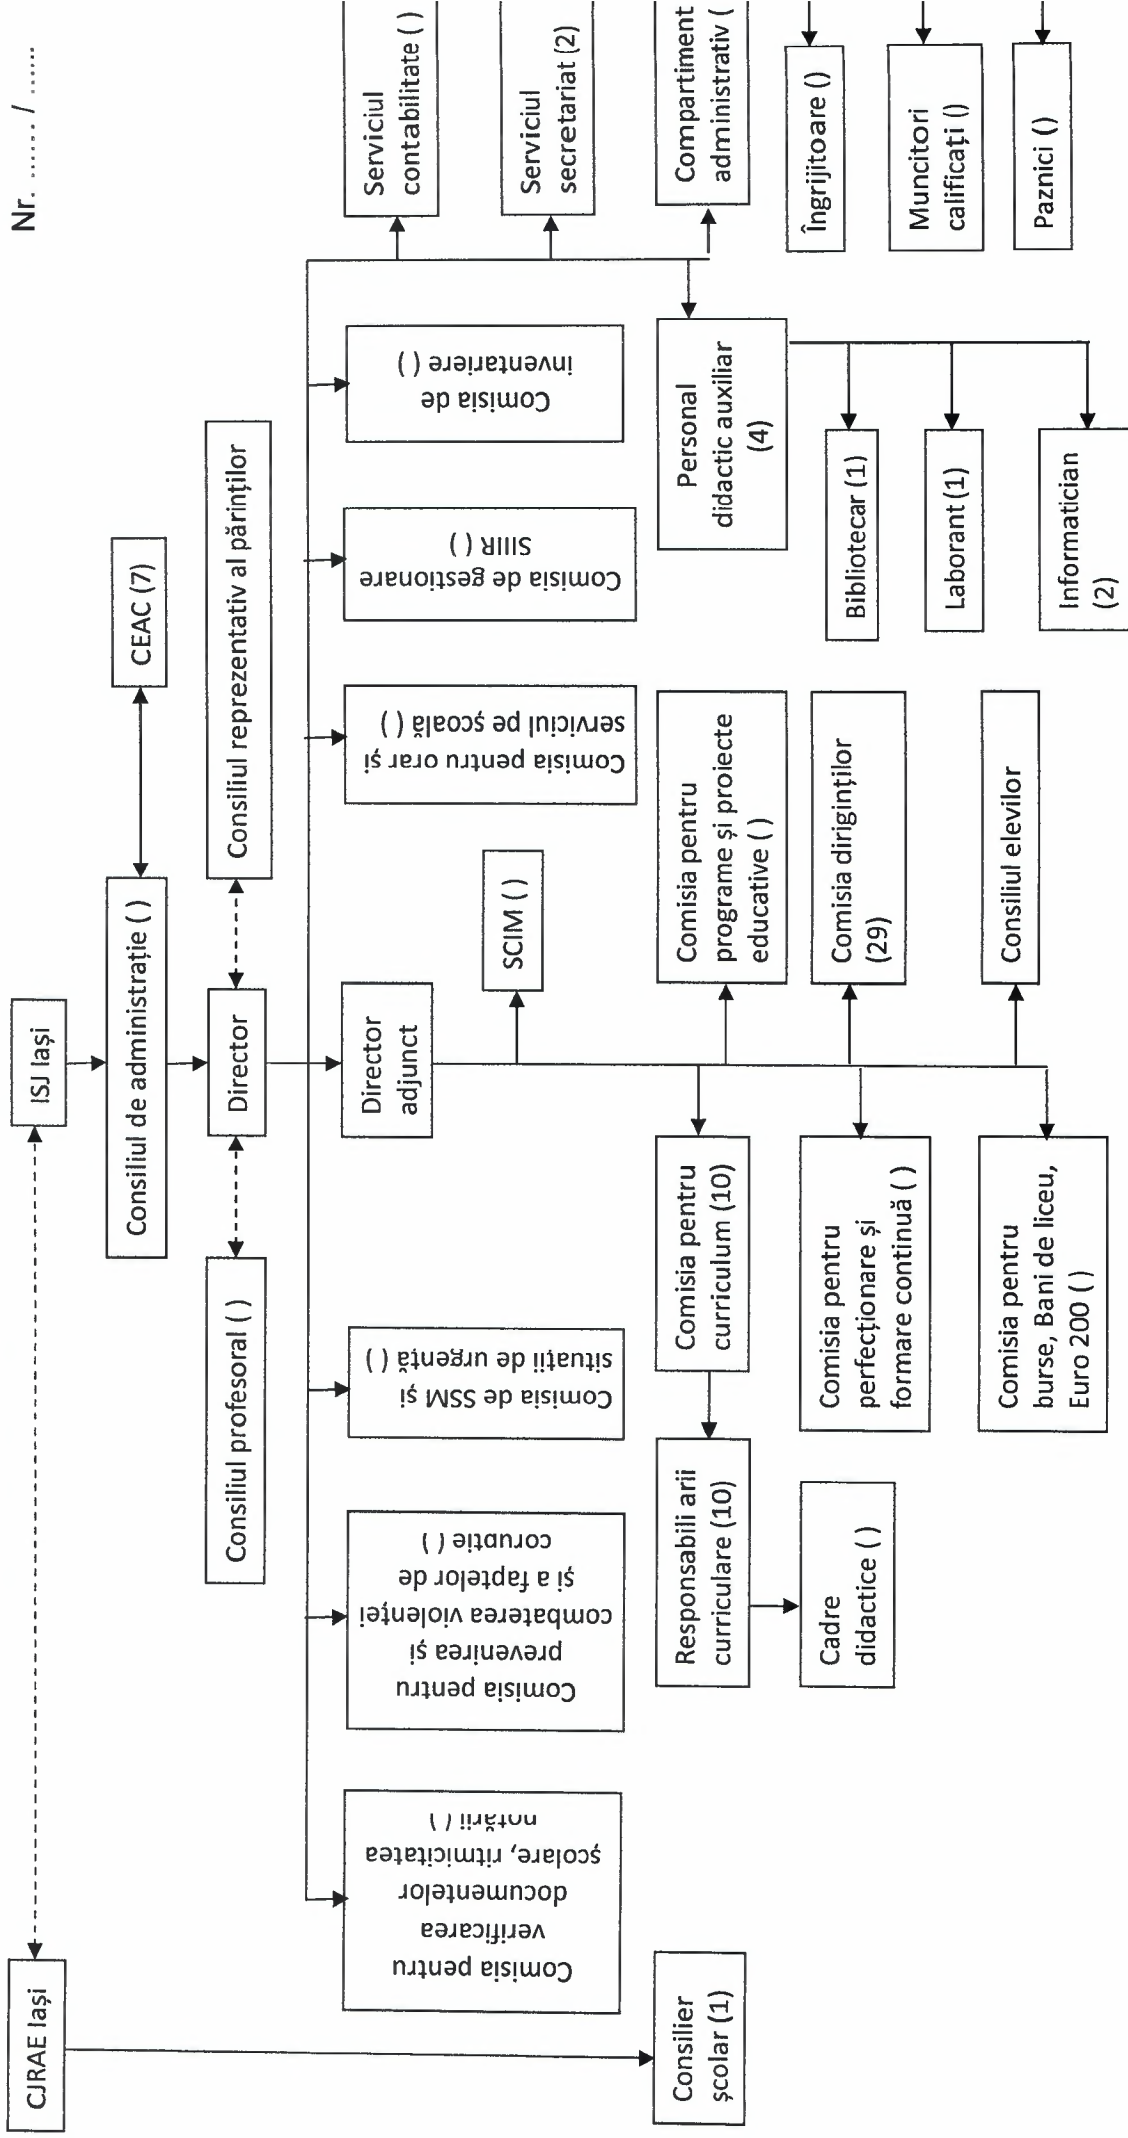 Nr. ...... / ......
CJRAE Iași
ISJ Iași
Consiliul de administrație ( )
CEAC (7)
Consiliul profesoral ( )
Director
Consiliul reprezentativ al părinților
Director
adjunct
Comisia pentru
verificarea
documentelor
școlare, ritmicitatea
notării ( )
Comisia pentru
prevenirea și
combaterea violenței
și a faptelor de
corupție ( )
Comisia de SSM și
situații de urgență ( )
Comisia pentru orar și
serviciul pe școală ( )
Comisia de gestionare
SIIIR ( )
Comisia de
inventariere ( )
Serviciul
contabilitate ( )
Serviciul
secretariat (2)
Compartiment
administrativ (
SCIM ( )
Consilier
școlar (1)
Responsabili arii
curriculare (10)
Comisia pentru
curriculum (10)
Comisia pentru
programe și proiecte
educative ( )
Personal
didactic auxiliar
(4)
Cadre
didactice ( )
Comisia pentru
perfecționare și
formare continuă ( )
Comisia diriginților
(29)
Bibliotecar (1)
Îngrijitoare ()
Laborant (1)
Muncitori
calificați ()
Comisia pentru
burse, Bani de liceu,
Euro 200 ( )
Consiliul elevilor
Informatician
(2)
Paznici ()